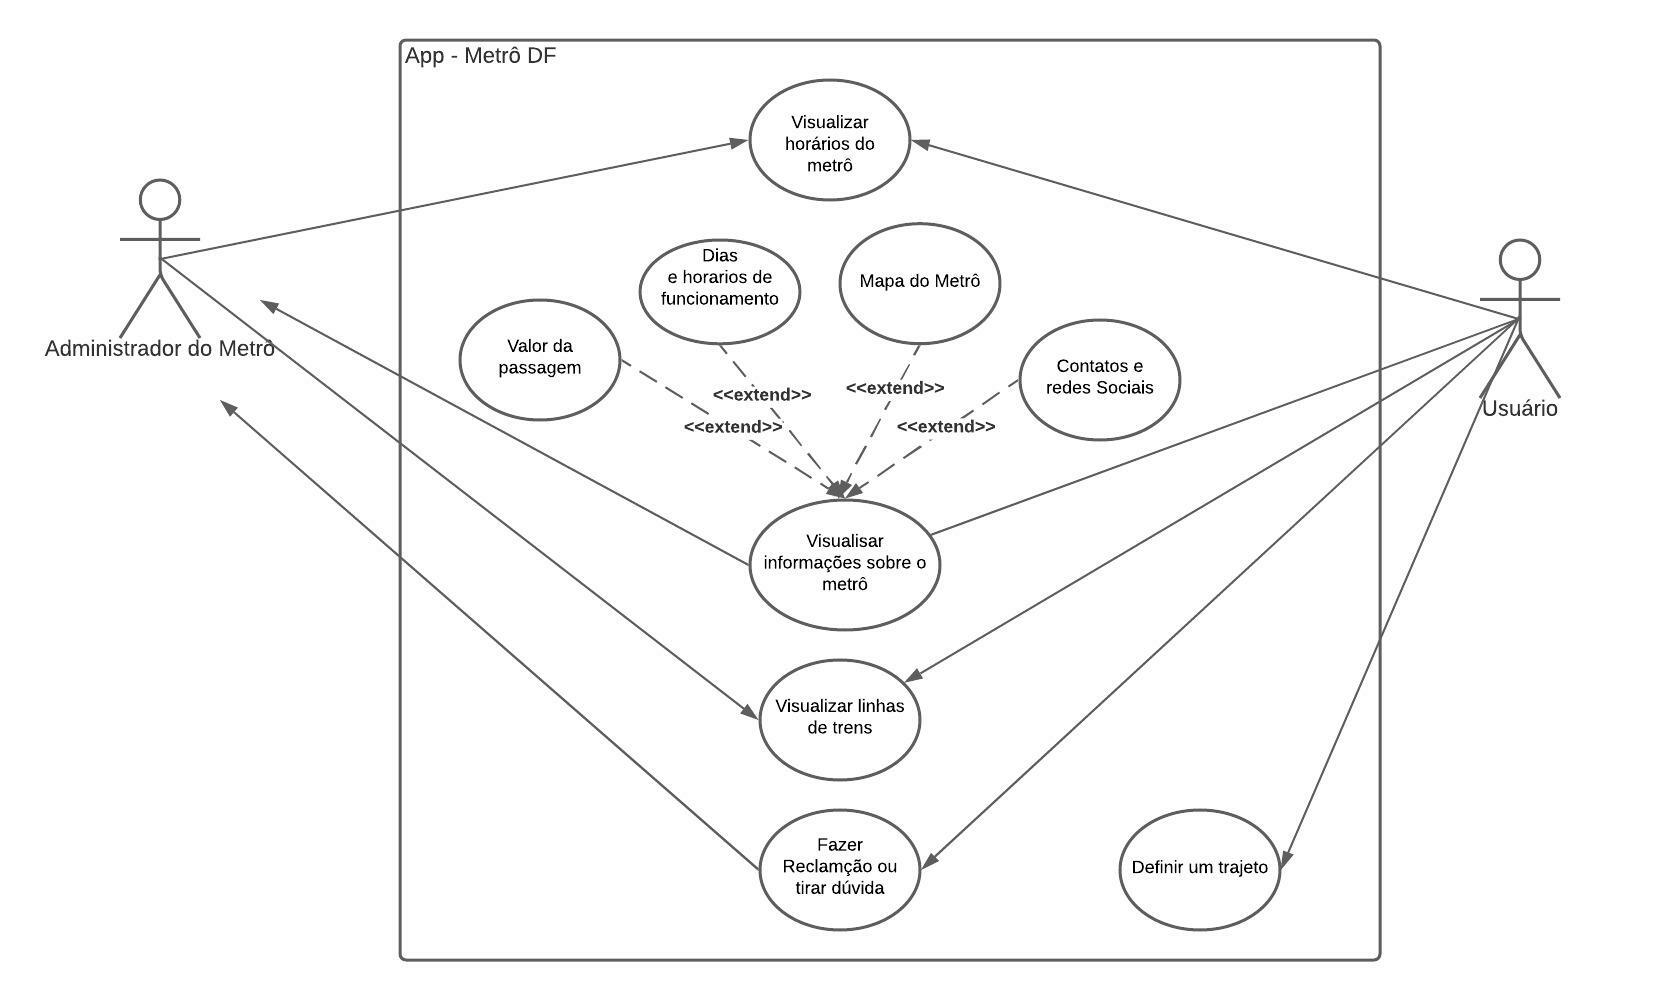 App - Metrô DF
Visualizar
horários do
metrô
Administrador do Metrô
Dias
e horarios de
funcionamento
Mapa do Metrô
Valor da
passagem
Contatos e
redes Sociais
Usuário
<<extend>>
<<extend>>
<<extend>>
<<extend>>
Visualisar
informações sobre o
metrô
Visualizar linhas
de trens
Fazer
Reclamção ou
tirar dúvida
Definir um trajeto